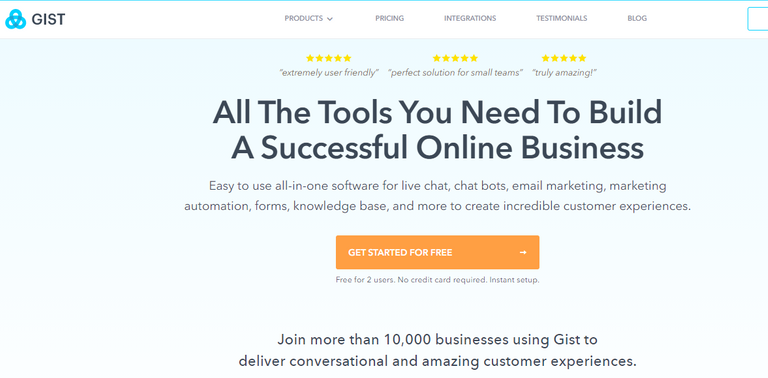 GIST
PRODUCTS PRICING INTEGRATIONS TESTIMONIALS BLOG
"extremely user friendly" "perfect solution for small teams" "truly amazing!"
All The Tools You Need To Build
A Successful Online Business
Easy to use all-in-one software for live chat, chat bots, email marketing, marketing
automation, forms, knowledge base, and more to create incredible customer experiences.
GET STARTED FOR FREE →
Free for 2 users. No credit card required. Instant setup.
Join more than 10,000 businesses using Gist to
deliver conversational and amazing customer experiences.